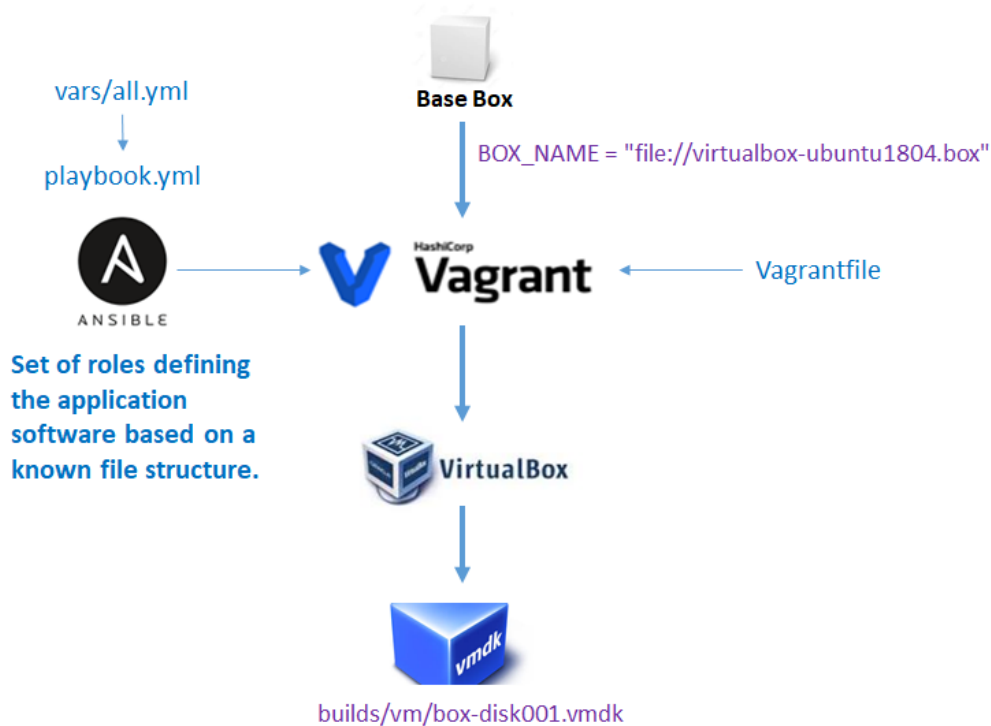 Base Box
vars/all.yml
BOX_NAME = "file://virtualbox-ubuntu1804.box"
playbook.yml
HashiCorp
Vagrant
Vagrantfile
ANSIBLE
Set of roles defining
the application
software based on a
known file structure.
VirtualBox
vmdk
builds/vm/box-disk001.vmdk